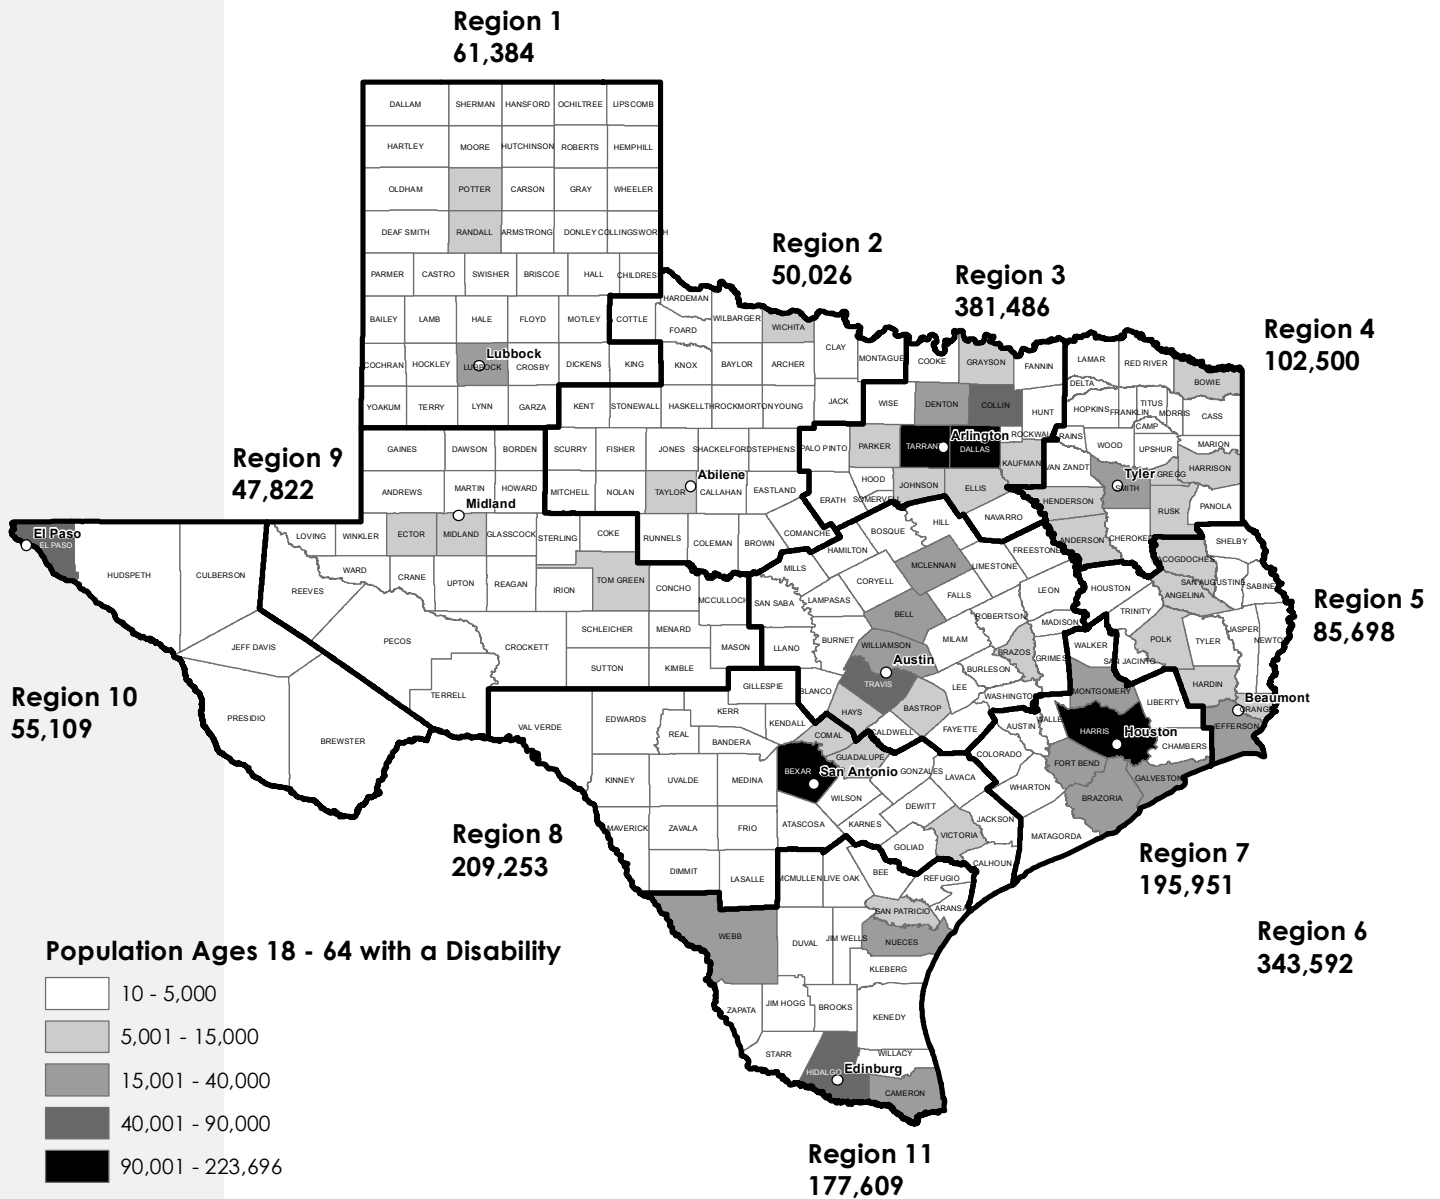 Region 1
61,384
DALLAM SHERMAN HANSFORD OCHILTREE LIPSCOMB
HARTLEY MOORE HUTCHINSON ROBERTS HEMPHILL
OLDHAM POTTER CARSON GRAY WHEELER
DEAF SMITH RANDALL ARMSTRONG DONLEY COLLINGSWORTH
PARMER CASTRO SWISHER BRISCOE HALL CHILDRES
BAILEY LAMB HALE FLOYD MOTLEY COTTLE
COCHRAN HOCKLEY LUBBOCK CROSBY DICKENS KING
Lubbock
YOAKUM TERRY LYNN GARZA KENT STONEWALL HASKELL THROCKMORTON YOUNG JACK
Region 2
50,026
HARDEMAN
FOARD WILBARGER WICHITA
CLAY MONTAGUE
KNOX BAYLOR ARCHER
Region 3
381,486
COOKE GRAYSON FANNIN
WISE DENTON COLLIN HUNT
PALO PINTO PARKER TARRANT DALLAS ROCKWAL
Arlington
KAUFMAN
HOOD JOHNSON ELLIS
ERATH SOMERVELL NAVARRO
Region 4
102,500
LAMAR RED RIVER BOWIE
DELTA
HOPKINS FRANKLIN TITUS MORRIS CASS
CAMP
RAINS WOOD UPSHUR MARION
VAN ZANDT GREGG HARRISON
Tyler
SMITH
HENDERSON RUSK PANOLA
ANDERSON CHEROKEE
Region 9
47,822
GAINES DAWSON BORDEN SCURRY FISHER JONES SHACKELFORD STEPHENS
ANDREWS MARTIN HOWARD MITCHELL NOLAN TAYLOR CALLAHAN EASTLAND
Abilene
Midland
LOVING WINKLER ECTOR MIDLAND GLASSCOCK STERLING COKE RUNNELS COLEMAN BROWN COMANCHE
WARD CRANE UPTON REAGAN IRION TOM GREEN CONCHO
REEVES MCCULLOCH
PECOS CROCKETT SCHLEICHER MENARD
MASON
TERRELL SUTTON KIMBLE
El Paso
EL PASO
HUDSPETH CULBERSON
JEFF DAVIS
PRESIDIO BREWSTER
Region 10
55,109
BOSQUE HILL
HAMILTON FREESTONE
MILLS MCLENNAN LIMESTONE
CORYELL
SAN SABA LAMPASAS BELL FALLS LEON
ROBERTSON
BURNET MILAM MADISON
LLANO WILLIAMSON BRAZOS GRIMES
Austin
BURLESON
TRAVIS LEE WASHINGTON
BLANCO BASTROP
HAYS
CALDWELL FAYETTE
Region 5
85,698
SHELBY
ACOGDOCHES
HOUSTON SAN AUGUSTINE SABINE
ANGELINA
TRINITY
POLK TYLER JASPER NEWTO
SAN JACINTO
HARDIN
Beaumont
ORANGE
JEFFERSON
WALKER
MONTGOMERY LIBERTY
AUSTIN WALLE HARRIS
Houston
CHAMBERS
COLORADO FORT BEND
GALVESTON
WHARTON BRAZORIA
MATAGORDA
GILLESPIE
VAL VERDE EDWARDS KERR KENDALL
REAL BANDERA COMAL
GUADALUPE
BEXAR San Antonio GONZALES LAVACA
KINNEY UVALDE MEDINA
WILSON DEWITT
MAVERICK ZAVALA FRIO ATASCOSA KARNES VICTORIA JACKSON
GOLIAD
DIMMIT LASALLE CALHOUN
Region 8
209,253
Region 7
195,951
Region 6
343,592
MCMULLEN LIVE OAK BEE REFUGIO
SAN PATRICIO ARANSA
WEBB DUVAL JIM WELLS NUECES
KLEBERG
ZAPATA JIM HOGG BROOKS KENEDY
STARR WILLACY
HIDALGO Edinburg
CAMERON
Region 11
177,609
Population Ages 18 - 64 with a Disability
10 - 5,000
5,001 - 15,000
15,001 - 40,000
40,001 - 90,000
90,001 - 223,696